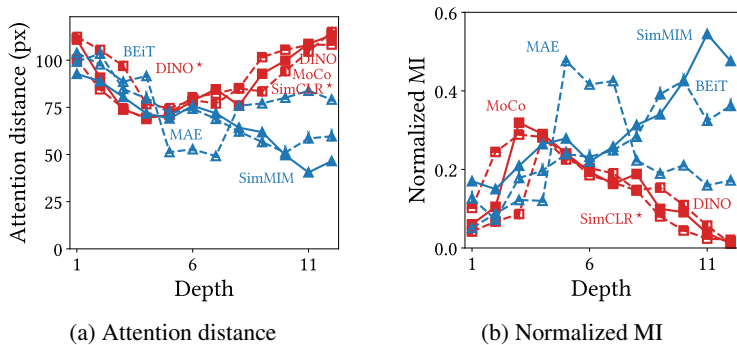 Attention distance (px)
100
75
50
25
0
BEiT
DINO ★
MAE
SimMIM
DINO
MoCo
SimCLR ★
1
6
11
Depth
(a) Attention distance
Normalized MI
0.6
0.4
0.2
0.0
MAE
SimMIM
BEiT
MoCo
SimCLR ★
DINO
1
6
11
Depth
(b) Normalized MI